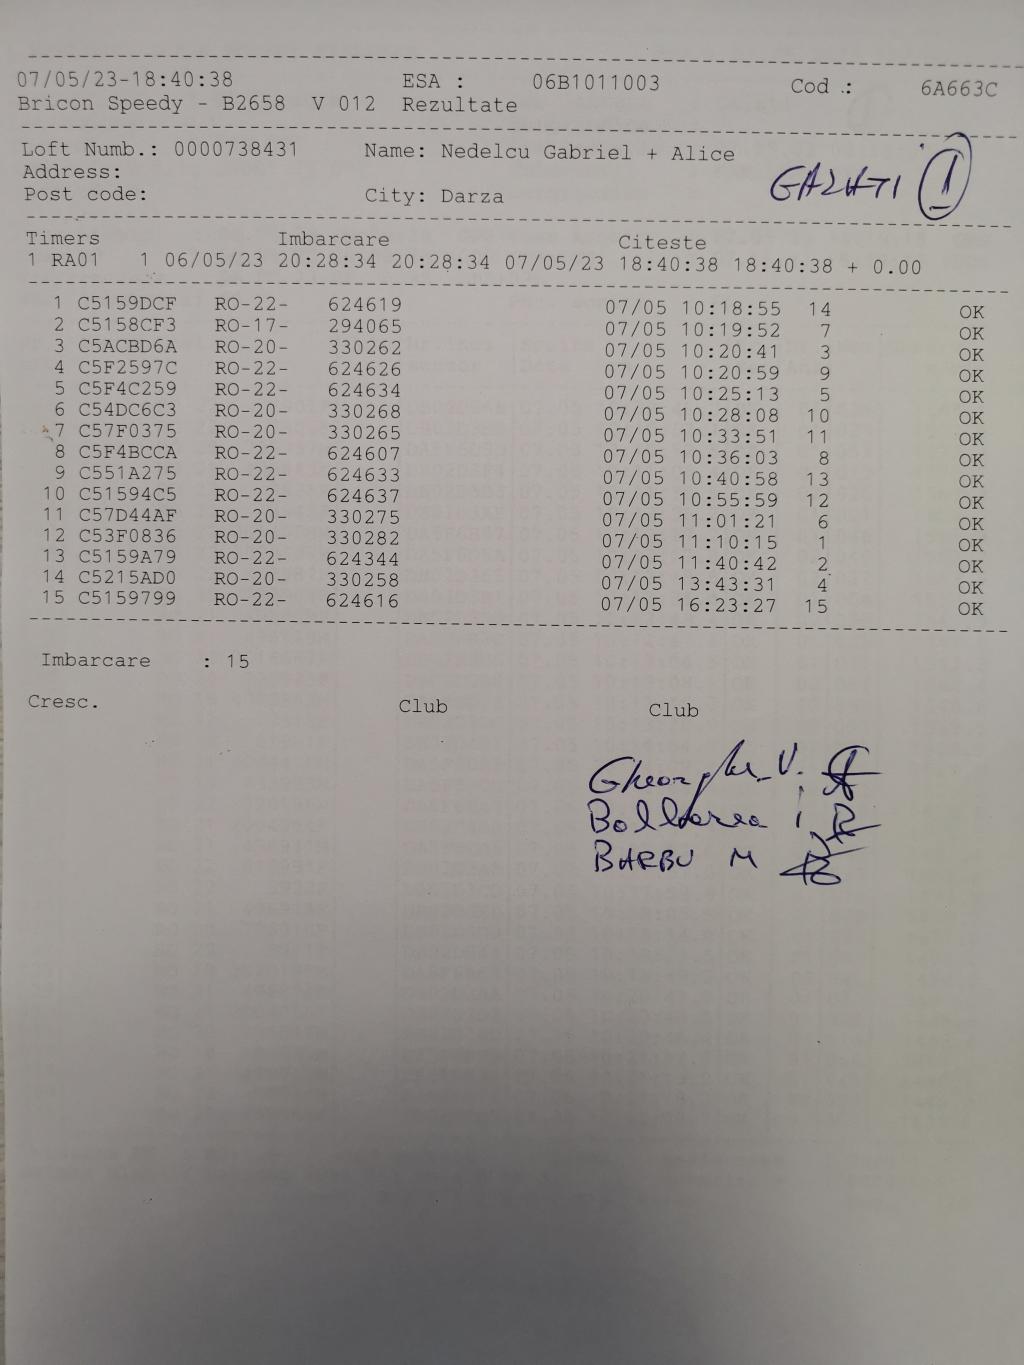 07/05/23-18:40:38 ESA : 06B1011003 Cod .: 6A663C
Bricon Speedy - B2658 V 012 Rezultate
Loft Numb.: 0000738431 Name: Nedelcu Gabriel + Alice
Address:
GALATI 1
Post code: City: Darza
Timers Imbarcare Citeste
1 RA01 1 06/05/23 20:28:34 20:28:34 07/05/23 18:40:38 18:40:38 + 0.00
1 C5159DCF RO-22- 624619 07/05 10:18:55 14 OK
2 C5158CF3 RO-17- 294065 07/05 10:19:52 7 OK
3 C5ACBD6A RO-20- 330262 07/05 10:20:41 3 OK
4 C5F2597C RO-22- 624626 07/05 10:20:59 9 OK
5 C5F4C259 RO-22- 624634 07/05 10:25:13 5 OK
6 C54DC6C3 RO-20- 330268 07/05 10:28:08 10 OK
7 C57F0375 RO-20- 330265 07/05 10:33:51 11 OK
8 C5F4BCCA RO-22- 624607 07/05 10:36:03 8 OK
9 C551A275 RO-22- 624633 07/05 10:40:58 13 OK
10 C51594C5 RO-22- 624637 07/05 10:55:59 12 OK
11 C57D44AF RO-20- 330275 07/05 11:01:21 6 OK
12 C53F0836 RO-20- 330282 07/05 11:10:15 1 OK
13 C5159A79 RO-22- 624344 07/05 11:40:42 2 OK
14 C5215AD0 RO-20- 330258 07/05 13:43:31 4 OK
15 C5159799 RO-22- 624616 07/05 16:23:27 15 OK
Imbarcare : 15
Cresc. Club Club
Gheorghe V.
BARBU M